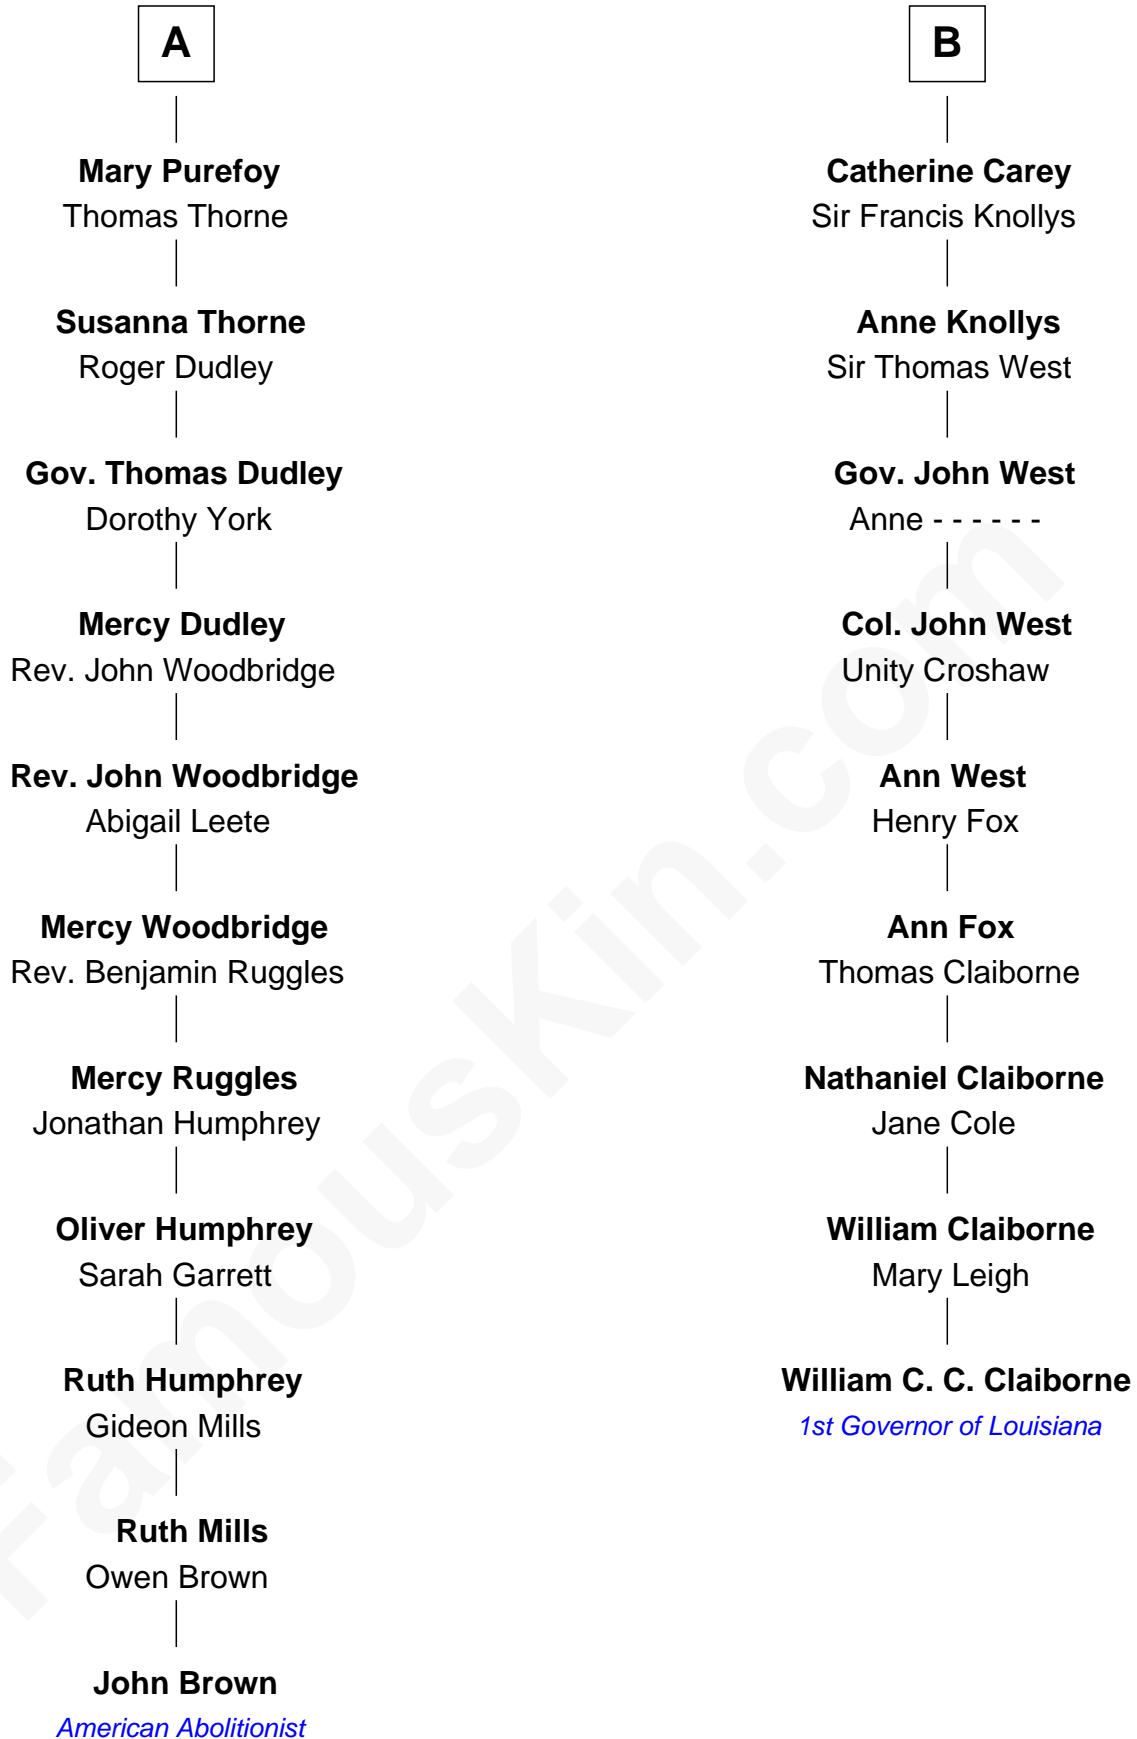 A
Mary Purefoy
Thomas Thorne
Susanna Thorne
Roger Dudley
Gov. Thomas Dudley
Dorothy York
Mercy Dudley
Rev. John Woodbridge
Rev. John Woodbridge
Abigail Leete
Mercy Woodbridge
Rev. Benjamin Ruggles
Mercy Ruggles
Jonathan Humphrey
Oliver Humphrey
Sarah Garrett
Ruth Humphrey
Gideon Mills
Ruth Mills
Owen Brown
John Brown
American Abolitionist
B
Catherine Carey
Sir Francis Knollys
Anne Knollys
Sir Thomas West
Gov. John West
Anne - - - - - -
Col. John West
Unity Croshaw
Ann West
Henry Fox
Ann Fox
Thomas Claiborne
Nathaniel Claiborne
Jane Cole
William Claiborne
Mary Leigh
William C. C. Claiborne
1st Governor of Louisiana
FamousKin.com